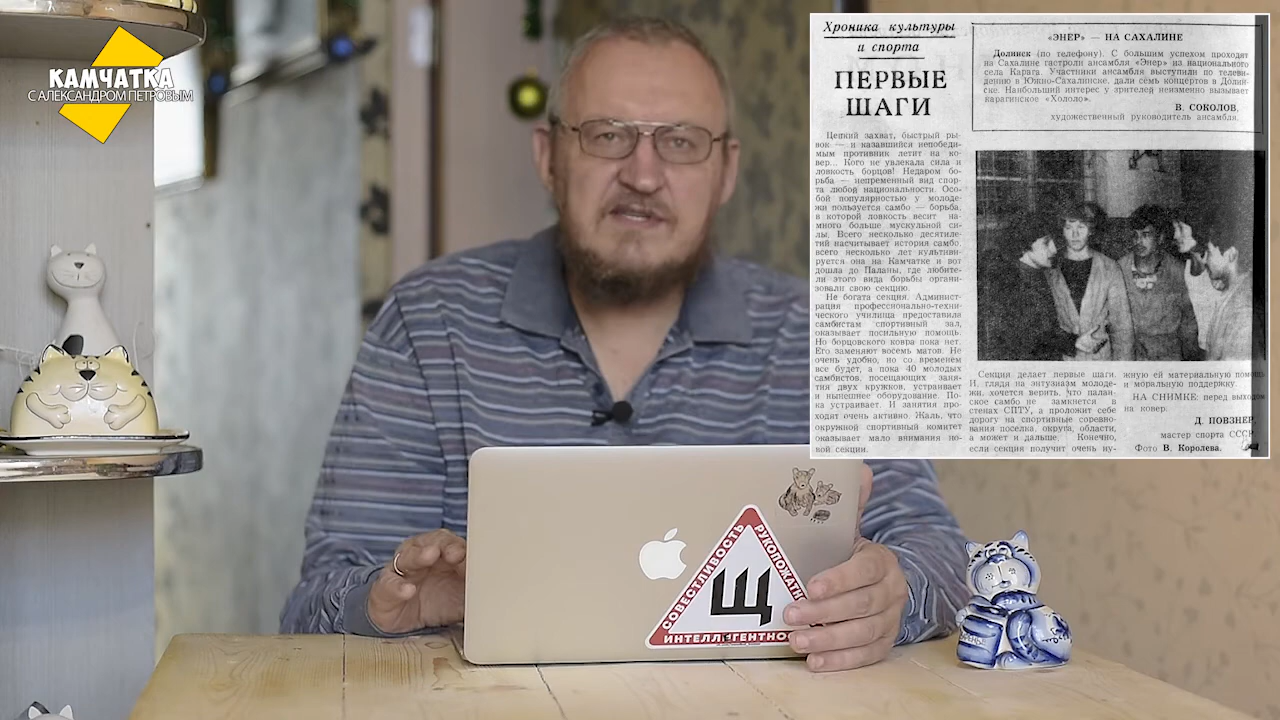 КАМЧАТКА
С АЛЕКСАНДРОМ ПЕТРОВЫМ
Хроника культуры
и спорта
ПЕРВЫЕ
ШАГИ
Цепкий захват, быстрый ры-
вок — и казавшийся непобеди-
мым противник летит на ко-
вер... Кого не увлекала сила и
ловкость борцов! Недаром бо-
рьба — непременный вид спор-
та любой национальности. Осо-
бой популярностью у молоде-
жи пользуется самбо — борьба,
в которой ловкость весит на-
много больше мускульной си-
лы. Всего несколько десятиле-
тий насчитывает история самбо,
всего несколько лет культиви-
руется она на Камчатке и вот
дошла до Паланы, где любите-
ли этого вида борьбы органи-
зовали свою секцию.
Не богата секция. Админист-
рация профессионально-техни-
ческого училища предоставила
самбистам спортивный зал,
оказывает посильную помощь.
Но борцовского ковра пока нет.
Его заменяют восемь матов. Не
очень удобно, но со временем
все будет, а пока 40 молодых
самбистов, посещающих заня-
тия двух кружков, устраивает
и нынешнее оборудование. По-
ка устраивает. И занятия про-
ходят очень активно. Жаль, что
окружной спортивный комитет
оказывает мало внимания но-
вой секции.
«ЭНЕР» — НА САХАЛИНЕ
Долинск (по телефону). С большим успехом проходят
на Сахалине гастроли ансамбля «Энер» из национального
села Карага. Участники ансамбля выступили по телеви-
дению в Южно-Сахалинске, дали семь концертов в Долин-
ске. Наибольший интерес у зрителей неизменно вызывает
карагинское «Хололо».
В. СОКОЛОВ,
художественный руководитель ансамбля.
Секция делает первые шаги.
И, глядя на энтузиазм молоде-
жи, хочется верить, что палан-
ское самбо не замкнется в
стенах СПТУ, а проложит себе
дорогу на спортивные соревно-
вания поселка, округа, области,
а может и дальше. Конечно,
если секция получит очень ну-
жную ей материальную помощь
и моральную поддержку.
НА СНИМКЕ: перед выходом
на ковер.
Д. ПОВЗНЕР,
мастер спорта СССР.
Фото В. Королева.
СОВЕСТЛИВОСТЬ
РУКОПОЖАТН
Щ
ИНТЕЛЛИГЕНТНОС